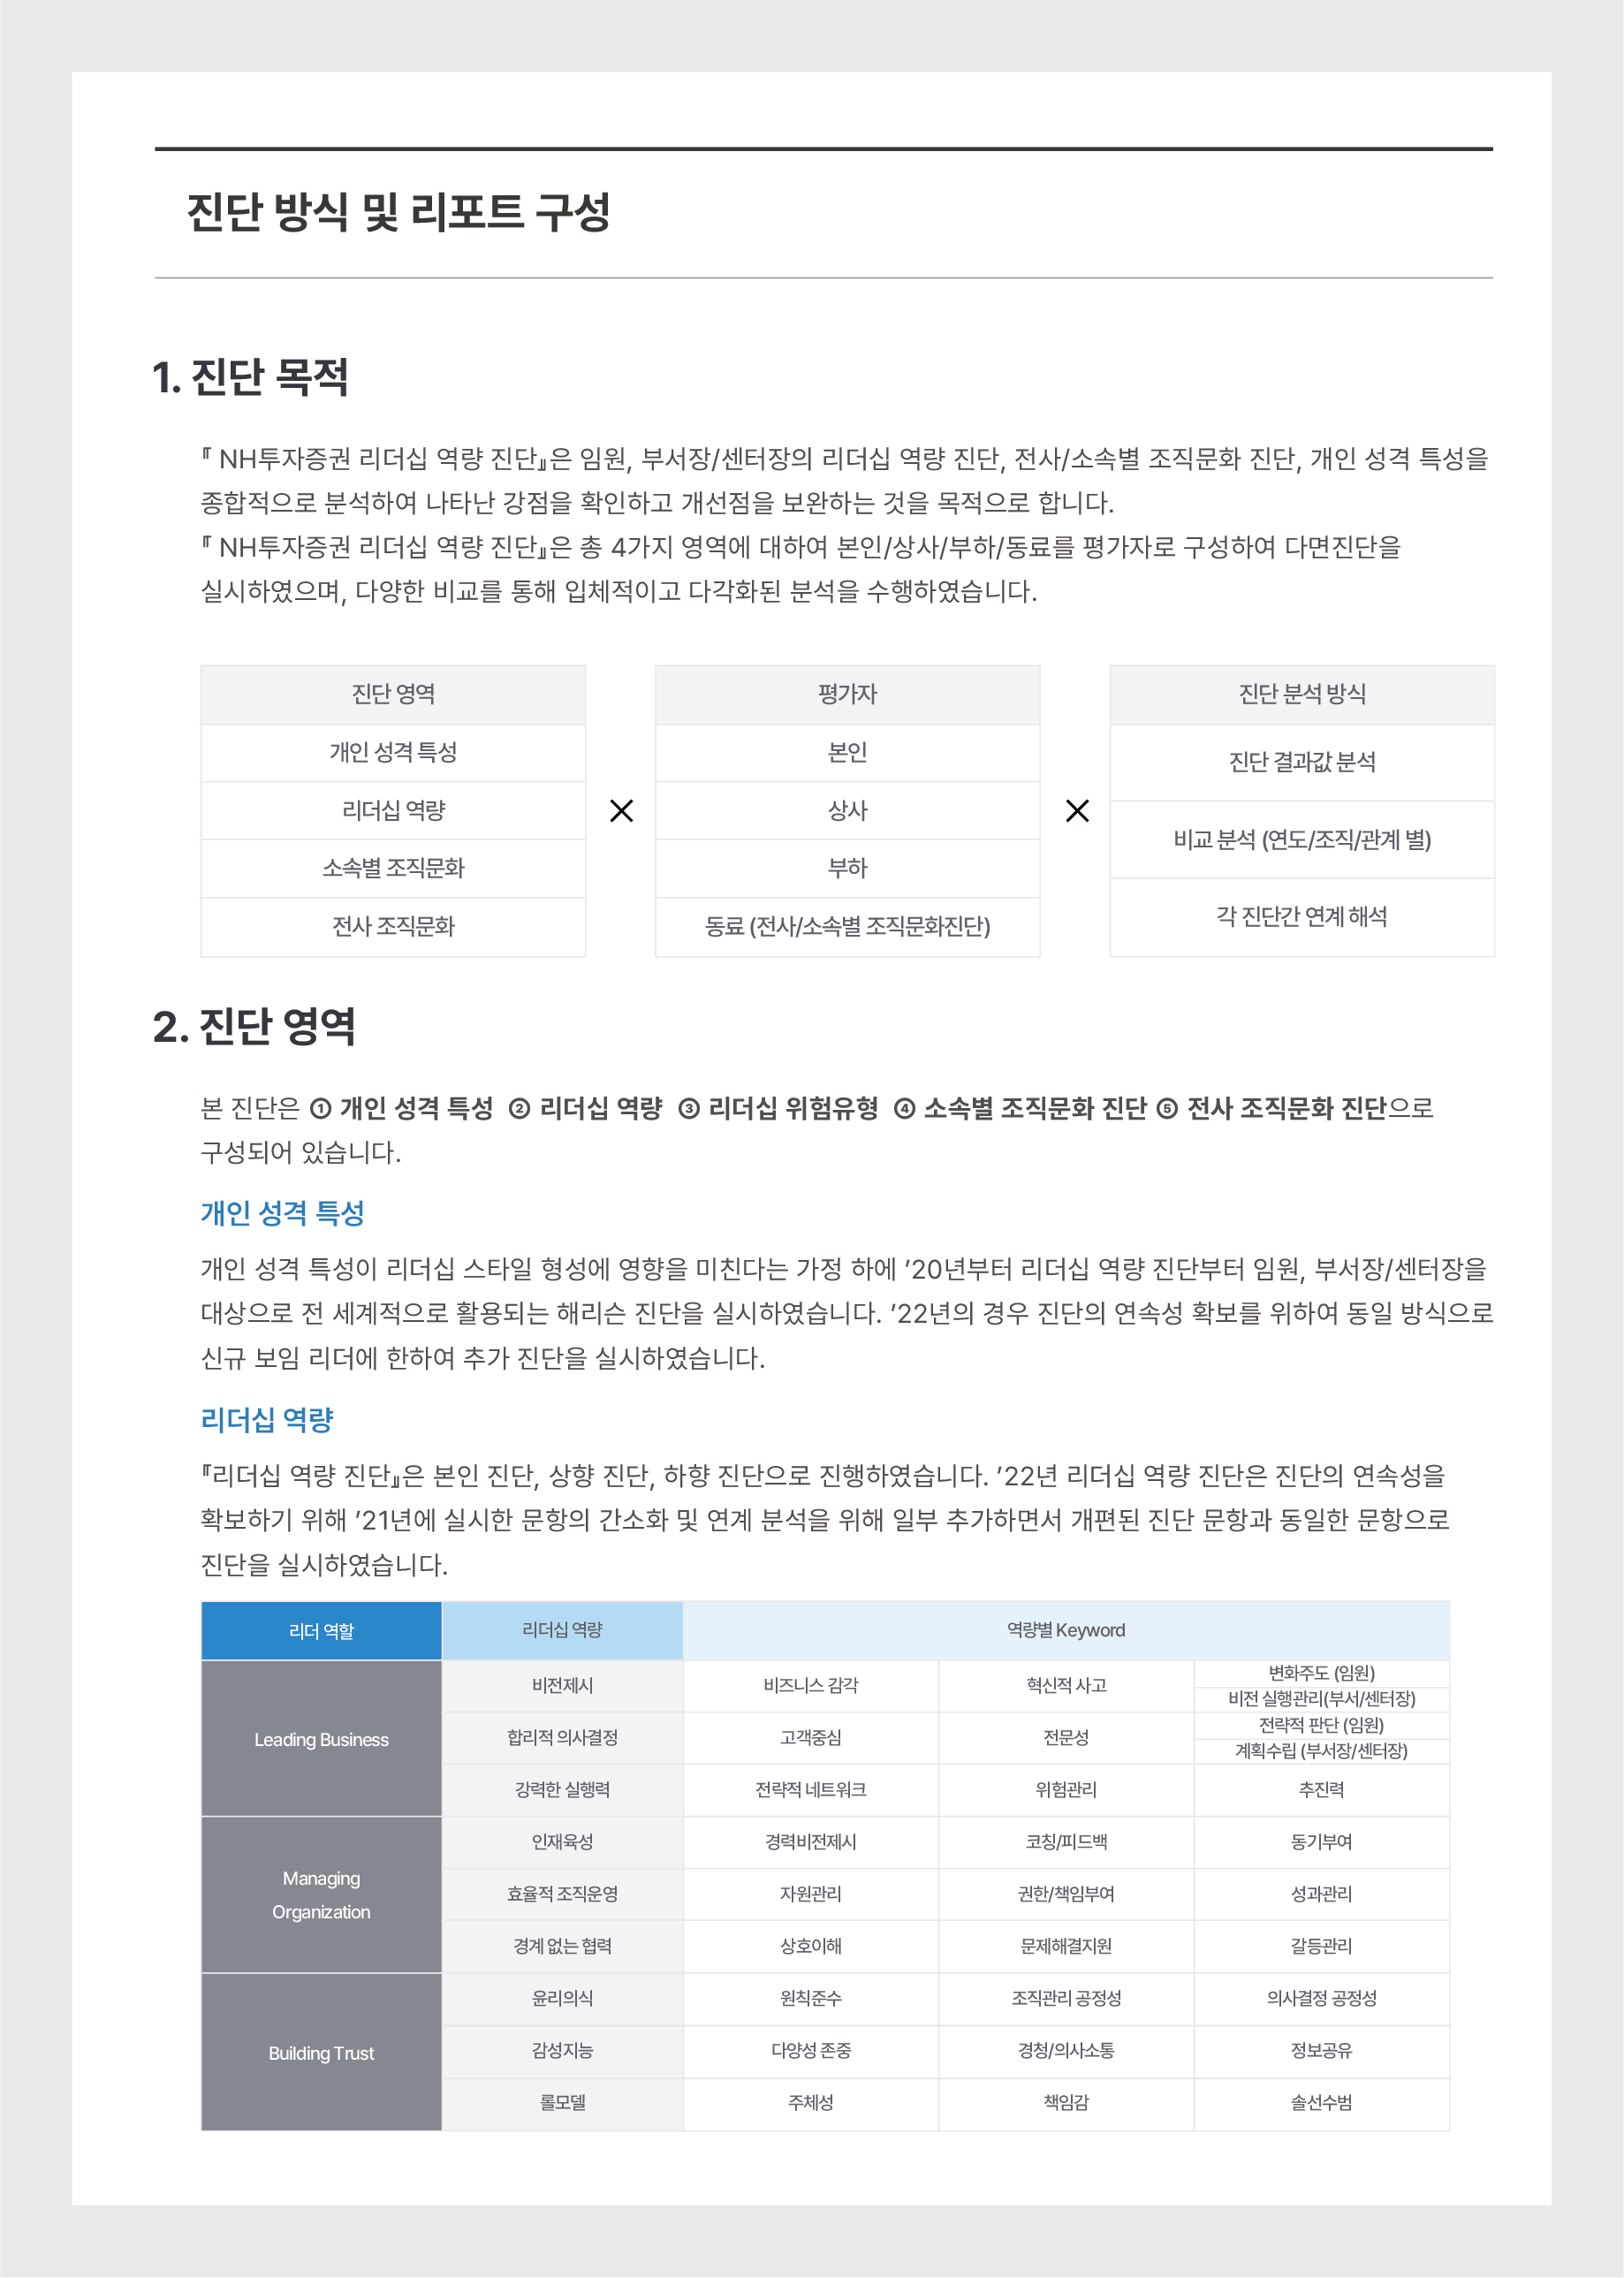 진단 방식 및 리포트 구성
1. 진단 목적
『 NH투자증권 리더십 역량 진단』은 임원, 부서장/센터장의 리더십 역량 진단, 전사/소속별 조직문화 진단, 개인 성격 특성을
종합적으로 분석하여 나타난 강점을 확인하고 개선점을 보완하는 것을 목적으로 합니다.
『 NH투자증권 리더십 역량 진단』은 총 4가지 영역에 대하여 본인/상사/부하/동료를 평가자로 구성하여 다면진단을
실시하였으며, 다양한 비교를 통해 입체적이고 다각화된 분석을 수행하였습니다.
진단 영역
개인 성격 특성
리더십 역량
소속별 조직문화
전사 조직문화
×
평가자
본인
상사
부하
동료 (전사/소속별 조직문화진단)
×
진단 분석 방식
진단 결과값 분석
비교 분석 (연도/조직/관계 별)
각 진단간 연계 해석
2. 진단 영역
본 진단은 ① 개인 성격 특성 ② 리더십 역량 ③ 리더십 위험유형 ④ 소속별 조직문화 진단 ⑤ 전사 조직문화 진단으로
구성되어 있습니다.
개인 성격 특성
개인 성격 특성이 리더십 스타일 형성에 영향을 미친다는 가정 하에 ’20년부터 리더십 역량 진단부터 임원, 부서장/센터장을
대상으로 전 세계적으로 활용되는 해리슨 진단을 실시하였습니다. ’22년의 경우 진단의 연속성 확보를 위하여 동일 방식으로
신규 보임 리더에 한하여 추가 진단을 실시하였습니다.
리더십 역량
『리더십 역량 진단』은 본인 진단, 상향 진단, 하향 진단으로 진행하였습니다. ’22년 리더십 역량 진단은 진단의 연속성을
확보하기 위해 ’21년에 실시한 문항의 간소화 및 연계 분석을 위해 일부 추가하면서 개편된 진단 문항과 동일한 문항으로
진단을 실시하였습니다.
리더 역할 리더십 역량 역량별 Keyword
Leading Business
비전제시 비즈니스 감각 혁신적 사고 변화주도 (임원)
비전 실행관리(부서/센터장)
합리적 의사결정 고객중심 전문성 전략적 판단 (임원)
계획수립 (부서장/센터장)
강력한 실행력 전략적 네트워크 위험관리 추진력
Managing
Organization
인재육성 경력비전제시 코칭/피드백 동기부여
효율적 조직운영 자원관리 권한/책임부여 성과관리
경계 없는 협력 상호이해 문제해결지원 갈등관리
Building Trust
윤리의식 원칙준수 조직관리 공정성 의사결정 공정성
감성지능 다양성 존중 경청/의사소통 정보공유
롤모델 주체성 책임감 솔선수범